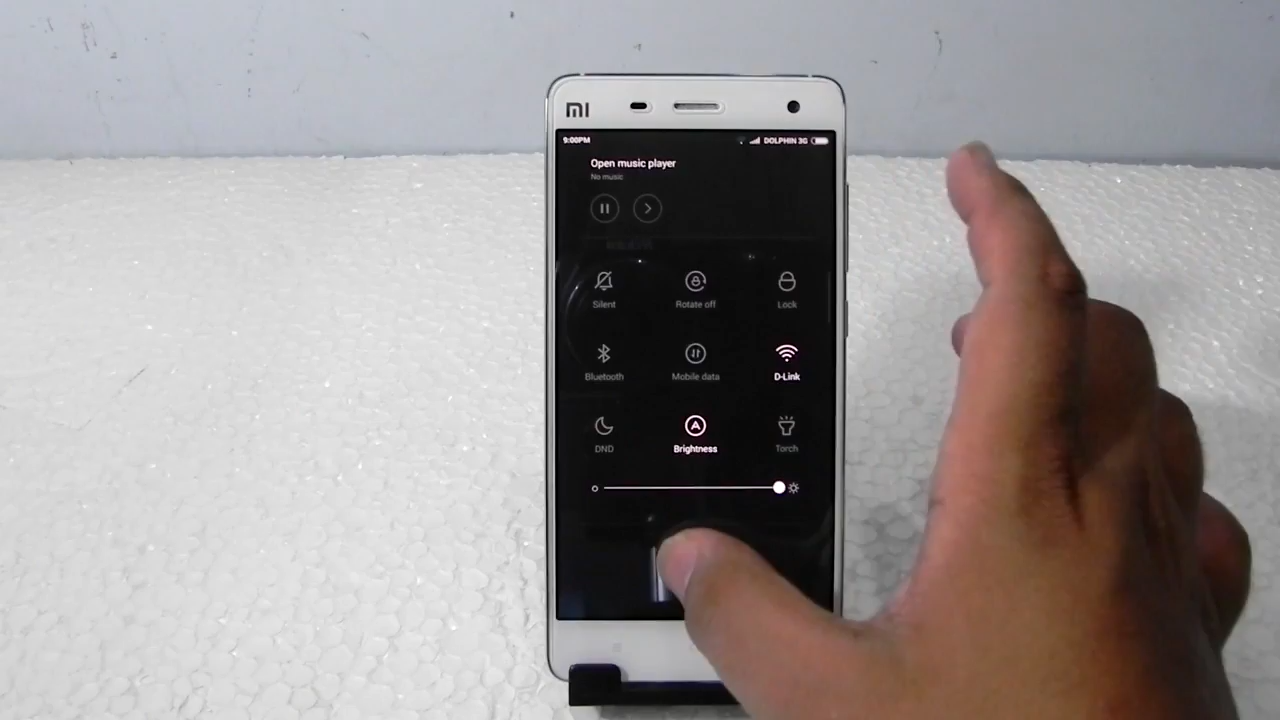 mi
9:00PM DOLPHIN 3G
Open music player
No music
Silent Rotate off Lock
Bluetooth Mobile data D-Link
DND Brightness Torch